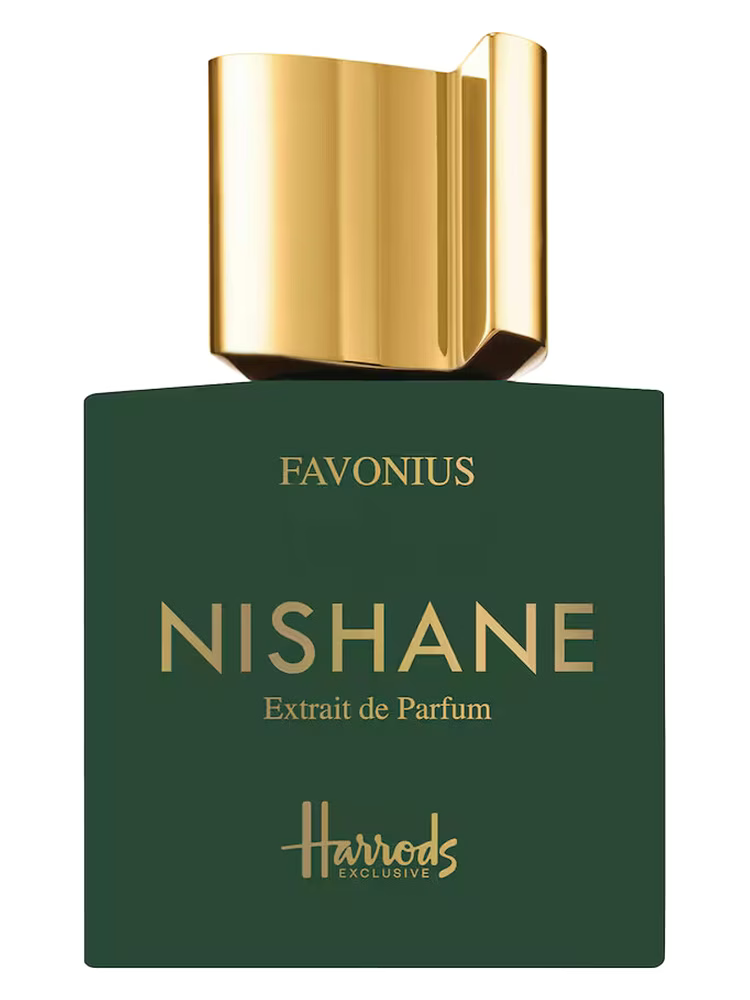 FAVONIUS
NISHANE
Extrait de Parfum
Harrods
EXCLUSIVE